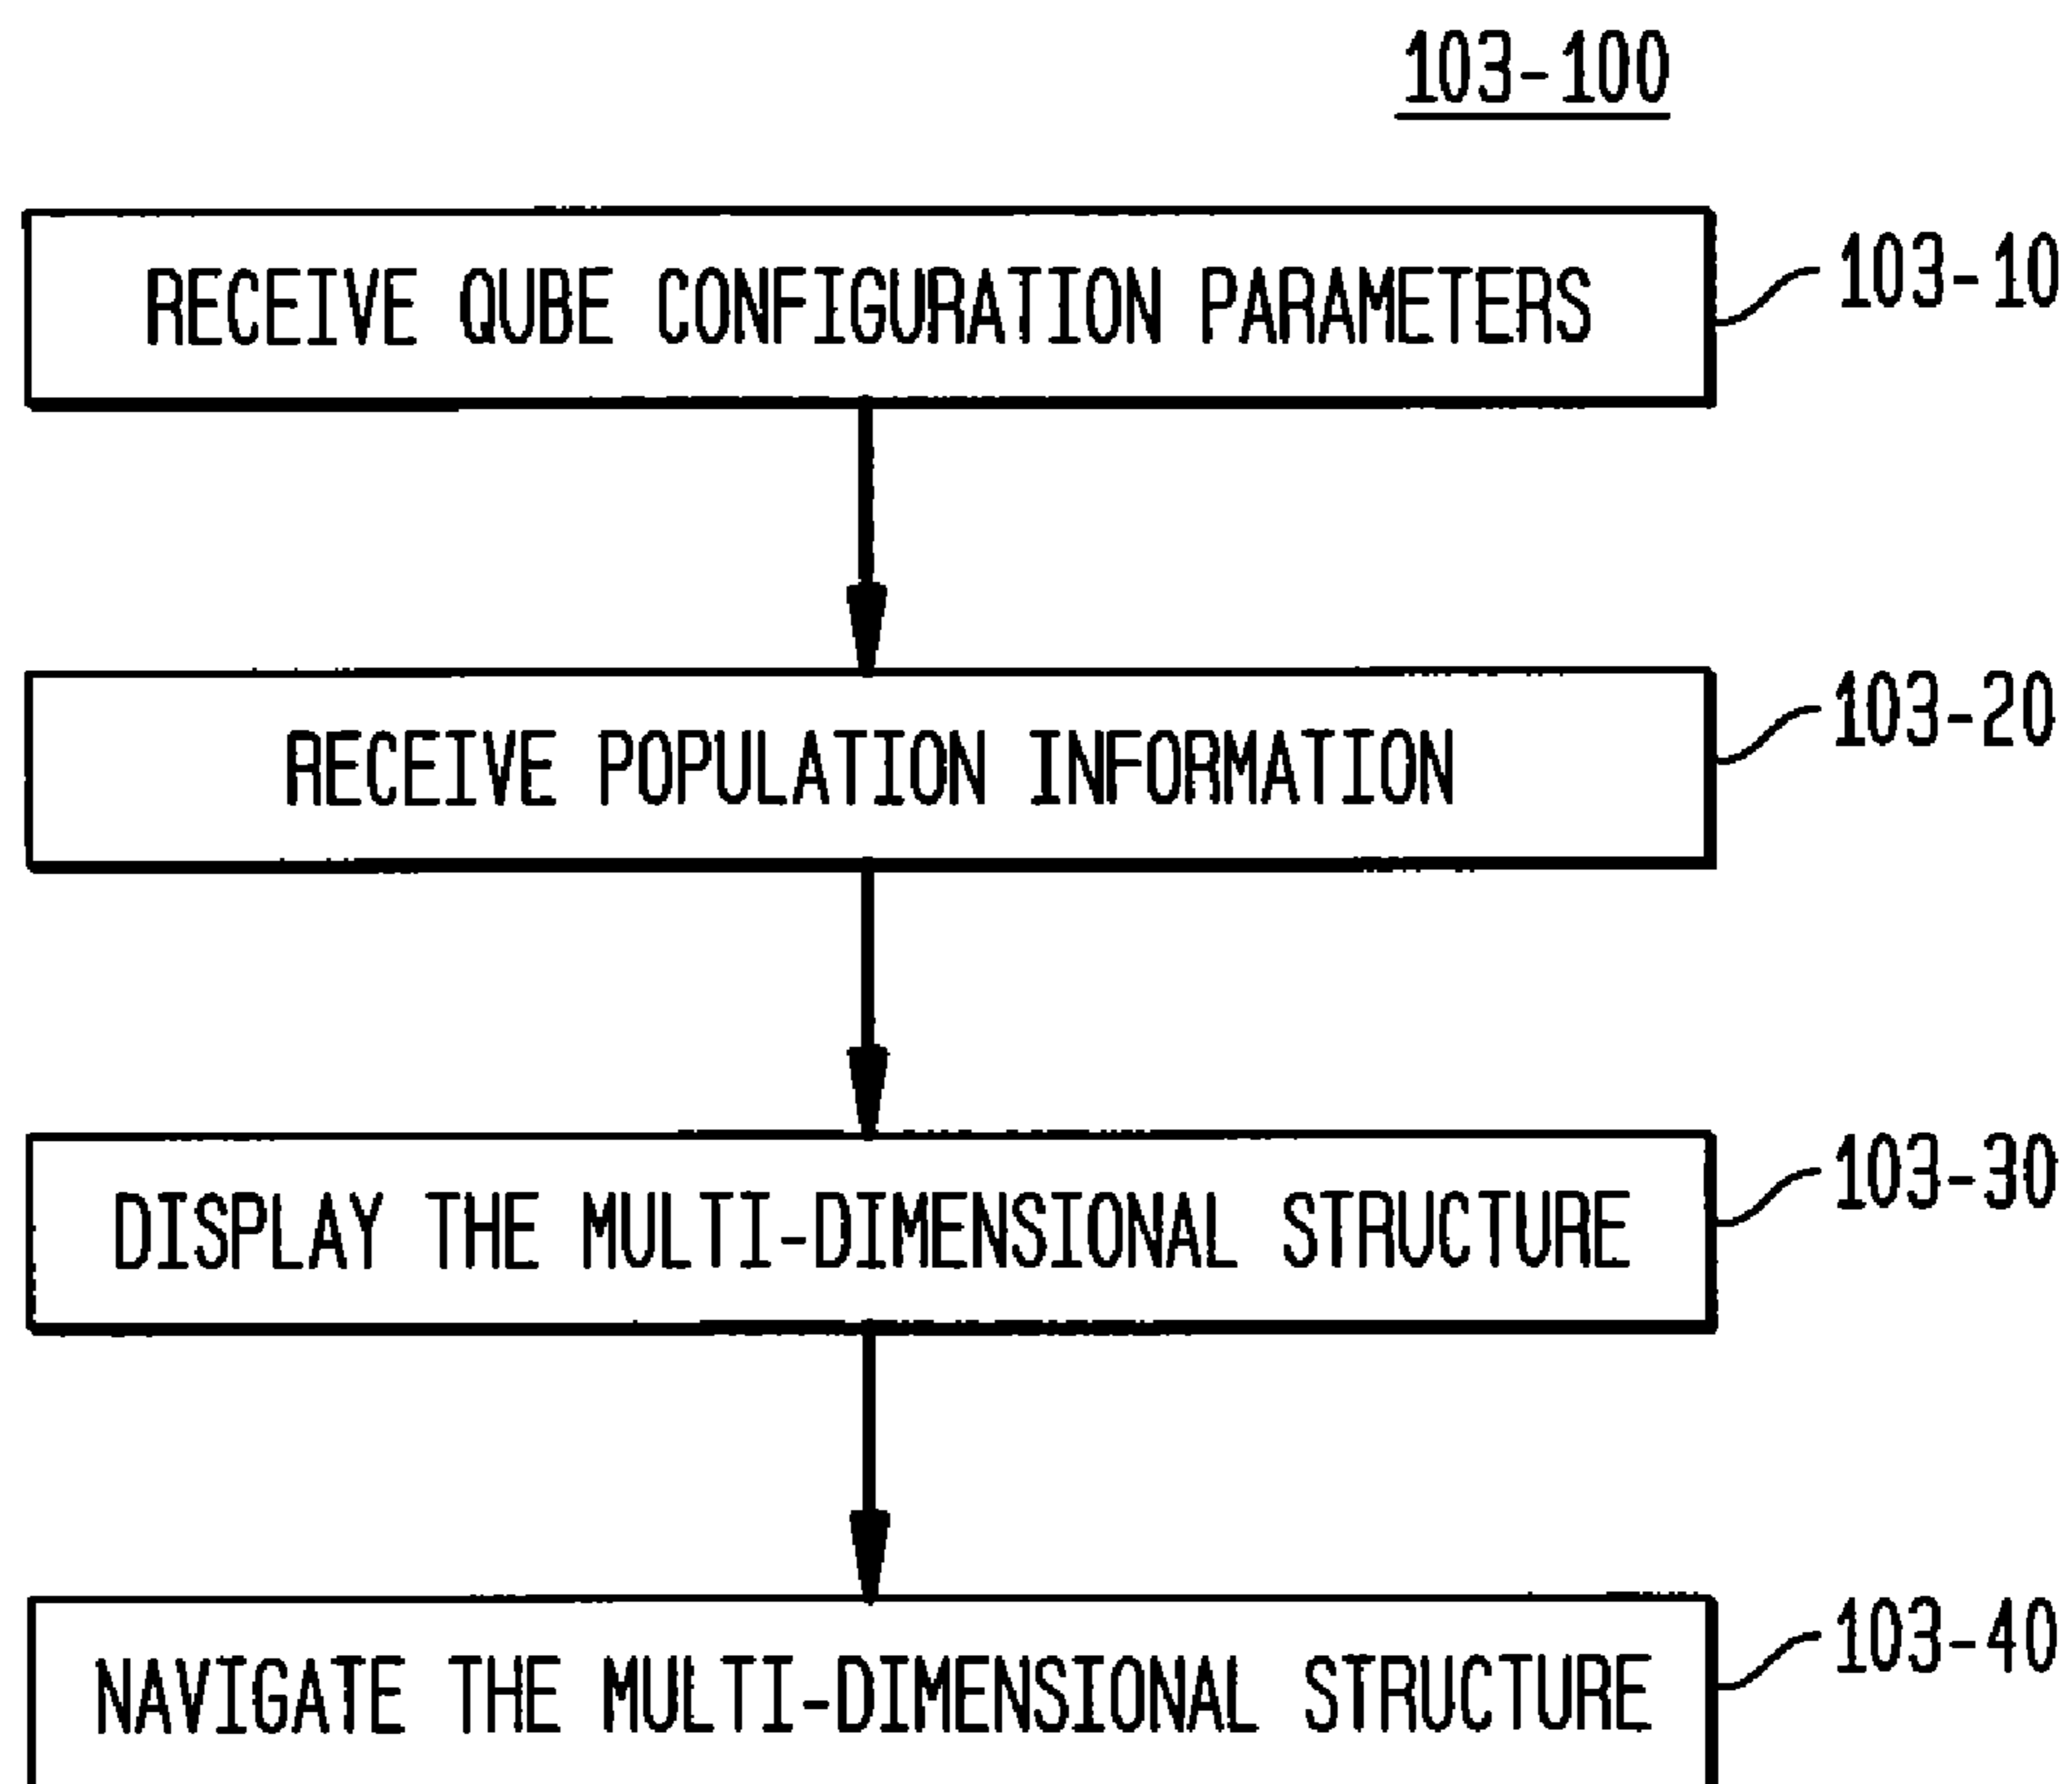 103-100
RECEIVE QUBE CONFIGURATION PARAMETERS
103-10
RECEIVE POPULATION INFORMATION
103-20
DISPLAY THE MULTI-DIMENSIONAL STRUCTURE
103-30
NAVIGATE THE MULTI-DIMENSIONAL STRUCTURE
103-40